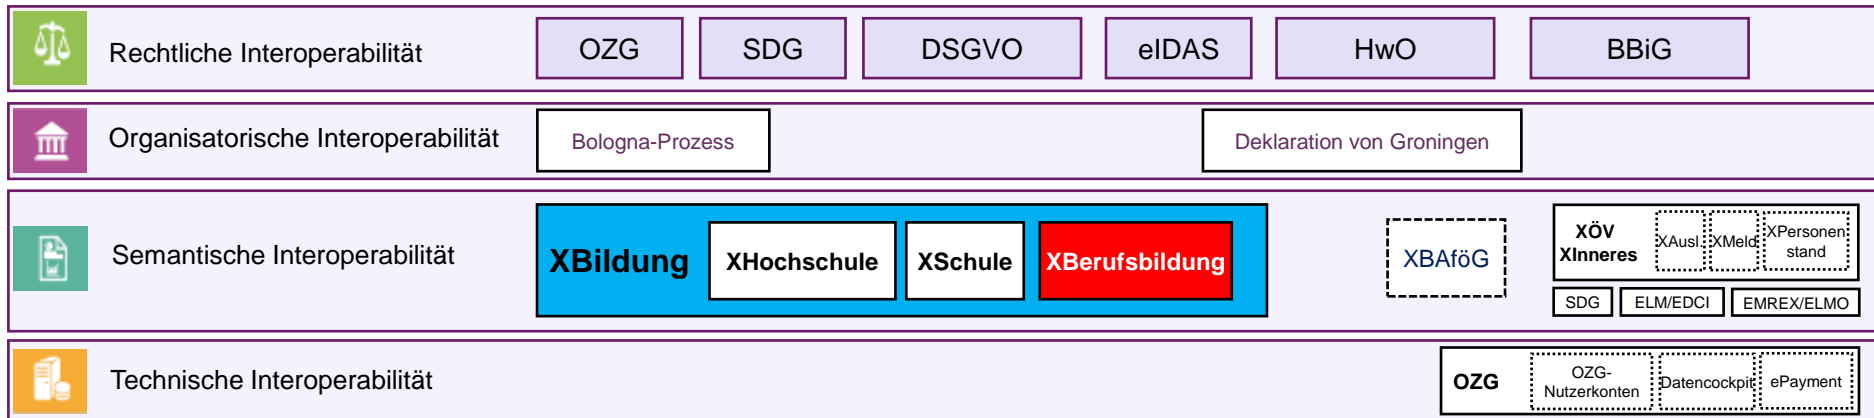 Rechtliche Interoperabilität
OZG
SDG
DSGVO
eIDAS
HwO
BBiG
Organisatorische Interoperabilität
Bologna-Prozess
Deklaration von Groningen
Semantische Interoperabilität
XBildung
XHochschule
XSchule
XBerufsbildung
XBAföG
XÖV
XInneres
XAusl.
XMeld
XPersonen
stand
SDG
ELM/EDCI
EMREX/ELMO
Technische Interoperabilität
OZG
OZG-
Nutzerkonten
Datencockpit
ePayment